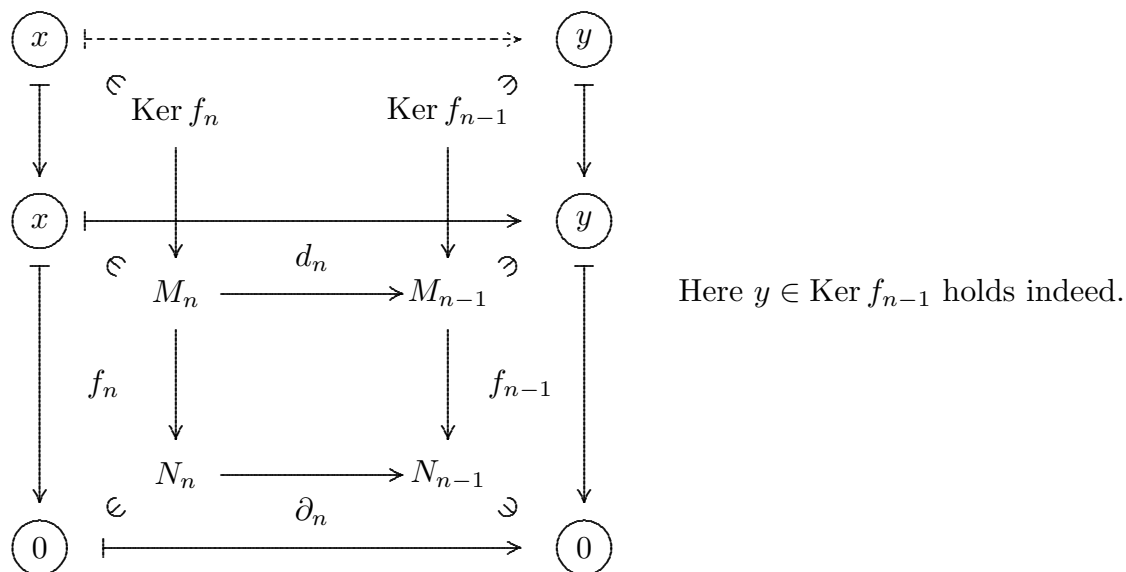 x y
Ker f_n Ker f_{n-1}
x y
d_n
M_n M_{n-1} Here y ∈ Ker f_{n-1} holds indeed.
f_n f_{n-1}
N_n N_{n-1}
∂_n
0 0